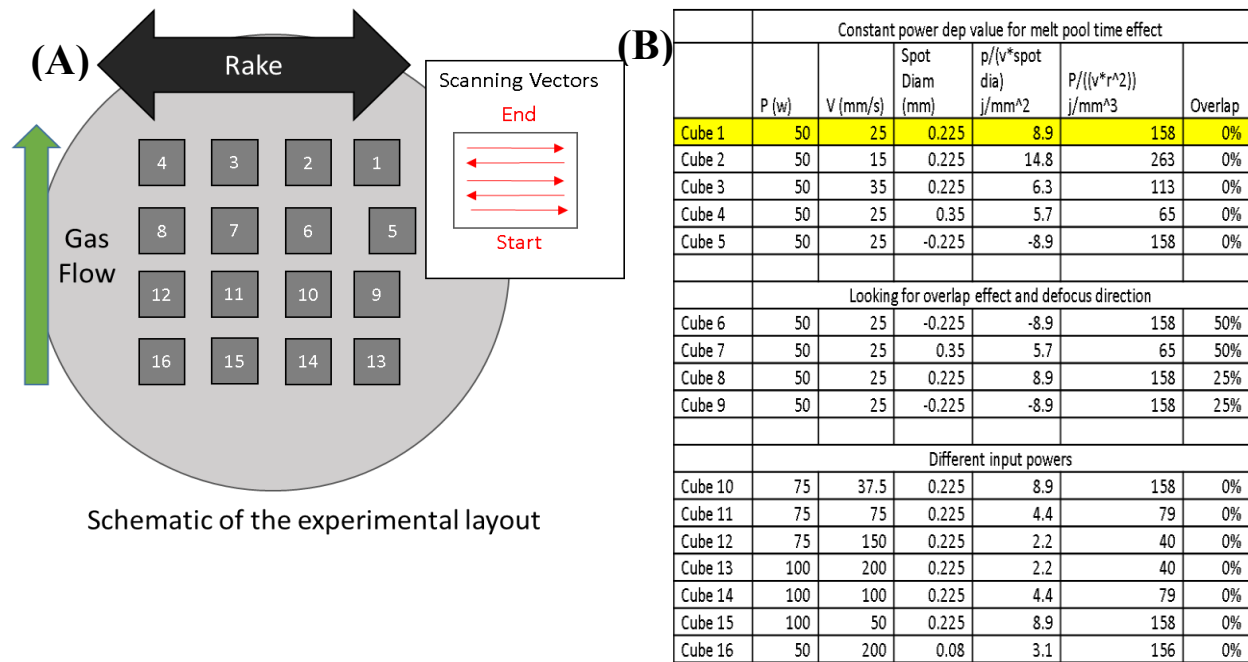 (A)
Rake
Scanning Vectors
End
Start
Gas
Flow
4 3 2 1
8 7 6 5
12 11 10 9
16 15 14 13
Schematic of the experimental layout
(B)
Constant power dep value for melt pool time effect
P (w) V (mm/s) Spot Diam (mm) p/(v*spot dia) j/mm^2 P/((v*r^2)) j/mm^3 Overlap
Cube 1 50 25 0.225 8.9 158 0%
Cube 2 50 15 0.225 14.8 263 0%
Cube 3 50 35 0.225 6.3 113 0%
Cube 4 50 25 0.35 5.7 65 0%
Cube 5 50 25 -0.225 -8.9 158 0%
Looking for overlap effect and defocus direction
Cube 6 50 25 -0.225 -8.9 158 50%
Cube 7 50 25 0.35 5.7 65 50%
Cube 8 50 25 0.225 8.9 158 25%
Cube 9 50 25 -0.225 -8.9 158 25%
Different input powers
Cube 10 75 37.5 0.225 8.9 158 0%
Cube 11 75 75 0.225 4.4 79 0%
Cube 12 75 150 0.225 2.2 40 0%
Cube 13 100 200 0.225 2.2 40 0%
Cube 14 100 100 0.225 4.4 79 0%
Cube 15 100 50 0.225 8.9 158 0%
Cube 16 50 200 0.08 3.1 156 0%